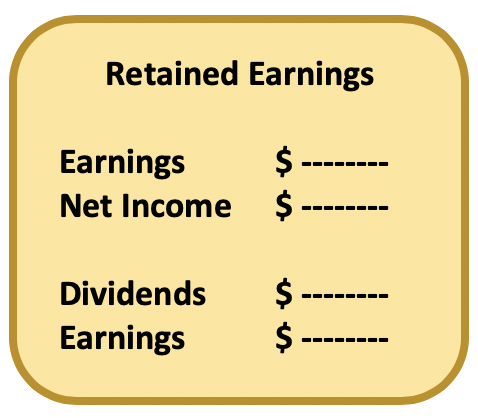 Retained Earnings
Earnings $ --------
Net Income $ --------
Dividends $ --------
Earnings $ --------